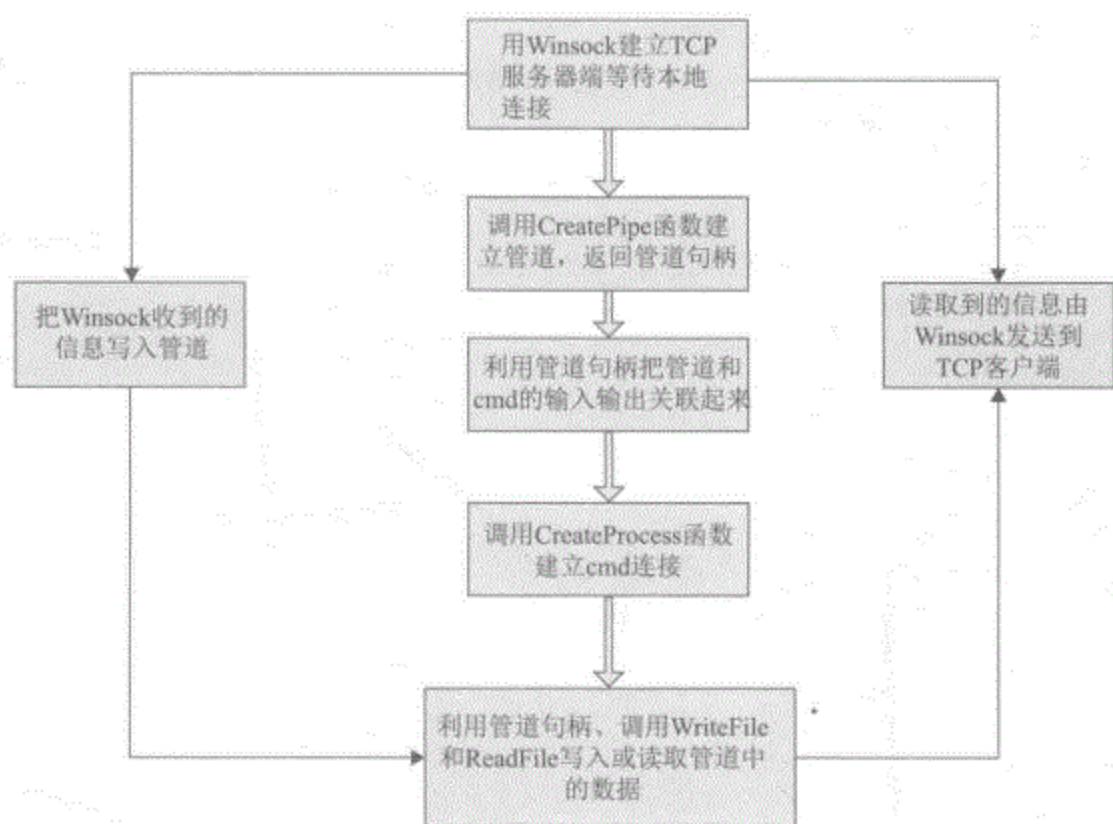 用Winsock建立TCP
服务器端等待本地
连接
调用CreatePipe函数建
立管道，返回管道句柄
把Winsock收到的
信息写入管道
读取到的信息由
Winsock发送到
TCP客户端
利用管道句柄把管道和
cmd的输入输出关联起来
调用CreateProcess函数
建立cmd连接
利用管道句柄、调用WriteFile
和ReadFile写入或读取管道中
的数据